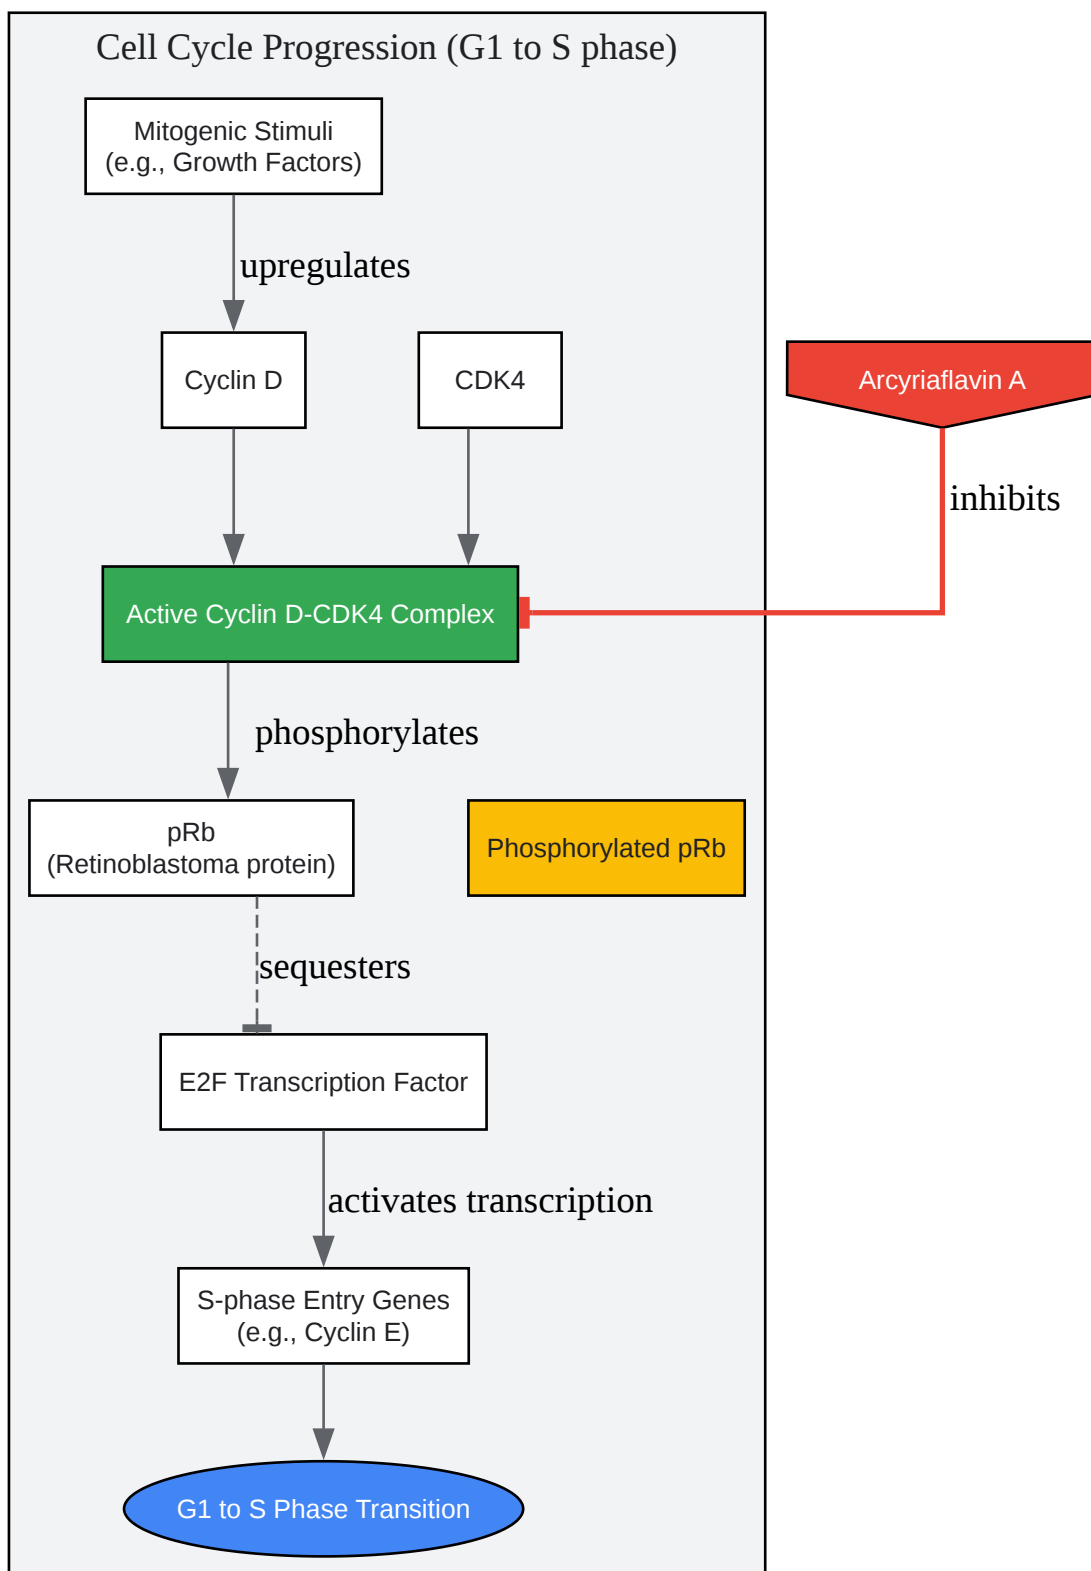 Cell Cycle Progression (G1 to S phase)
Mitogenic Stimuli
(e.g., Growth Factors)
upregulates
Cyclin D
CDK4
Arcyriaflavin A
inhibits
Active Cyclin D-CDK4 Complex
phosphorylates
pRb
(Retinoblastoma protein)
Phosphorylated pRb
sequesters
E2F Transcription Factor
activates transcription
S-phase Entry Genes
(e.g., Cyclin E)
G1 to S Phase Transition